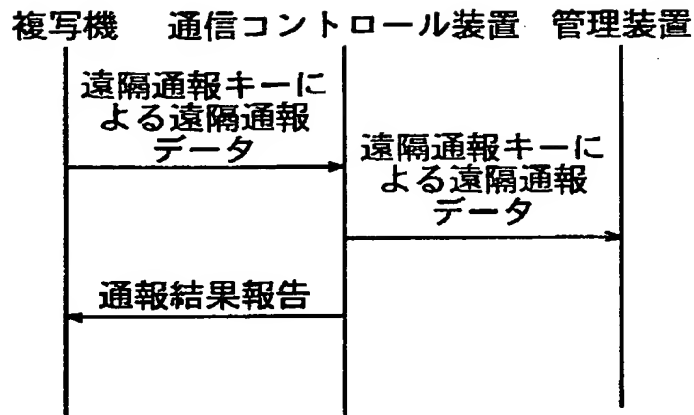 複写機 通信コントロール装置 管理装置
遠隔通報キーに
よる遠隔通報
データ
遠隔通報キーに
よる遠隔通報
データ
通報結果報告